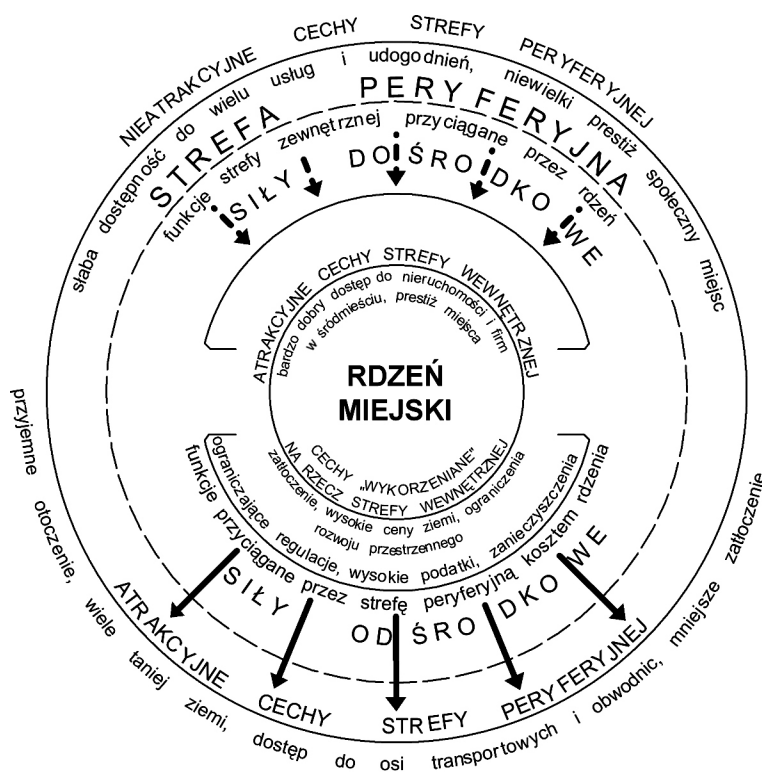 NIEATRAKCYJNE CECHY STREFY PERYFERYJNEJ
słaba dostępność do wielu usług i udogodnień, niewielki prestiż społeczny miejsc
STREFA PERYFERYJNA
funkcje strefy zewnętrznej przyciągane przez rdzeń
SIŁY DOŚRODKOWE
ATRAKCYJNE CECHY STREFY WEWNĘTRZNEJ
bardzo dobry dostęp do nieruchomości i firm
w śródmieściu, prestiż miejsca
RDZEŃ
MIEJSKI
CECHY „WYKORZENIANE”
NA RZECZ STREFY WEWNĘTRZNEJ
zatłoczenie, wysokie ceny ziemi, ograniczenia
rozwoju przestrzennego
ograniczające regulacje, wysokie podatki, zanieczyszczenia
funkcje przyciągane przez strefę peryferyjną kosztem rdzenia
SIŁY ODŚRODKOWE
ATRAKCYJNE CECHY STREFY PERYFERYJNEJ
przyjemne otoczenie, wiele taniej ziemi, dostęp do osi transportowych i obwodnic, mniejsze zatłoczenie